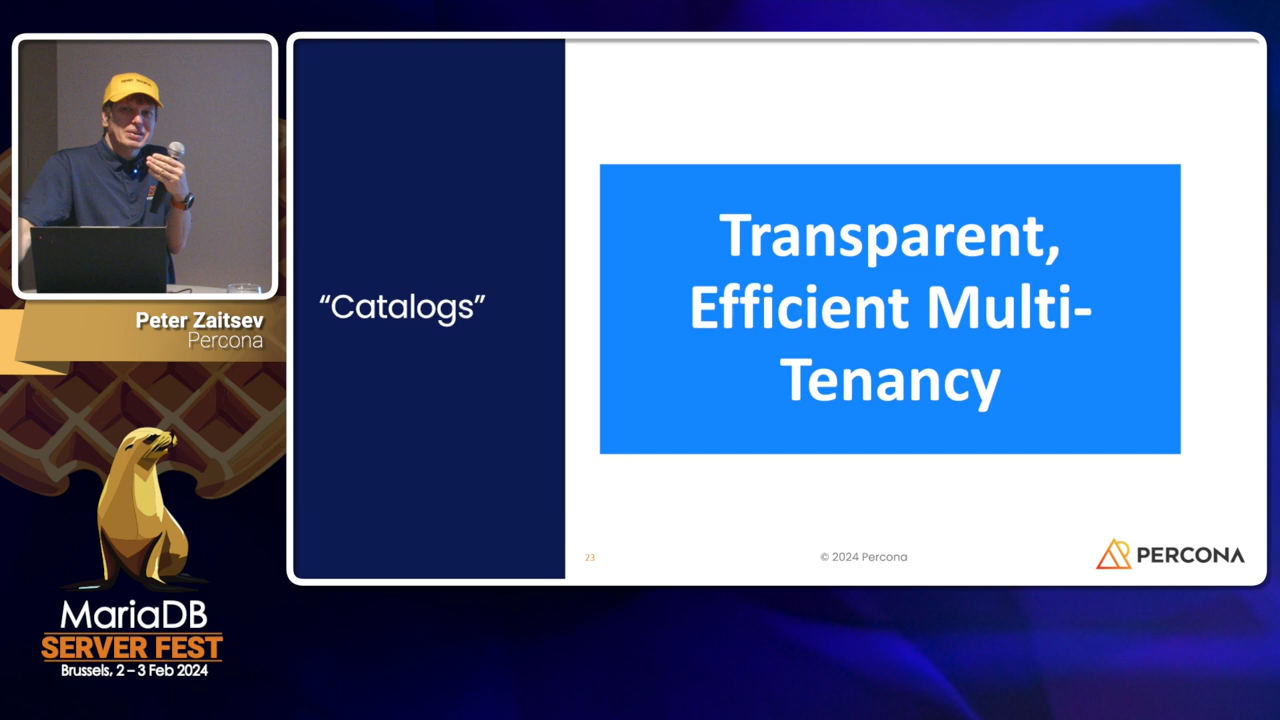 Peter Zaitsev
Percona
MariaDB
SERVER FEST
Brussels, 2 – 3 Feb 2024
“Catalogs”
Transparent,
Efficient Multi-
Tenancy
23
© 2024 Percona
PERCONA